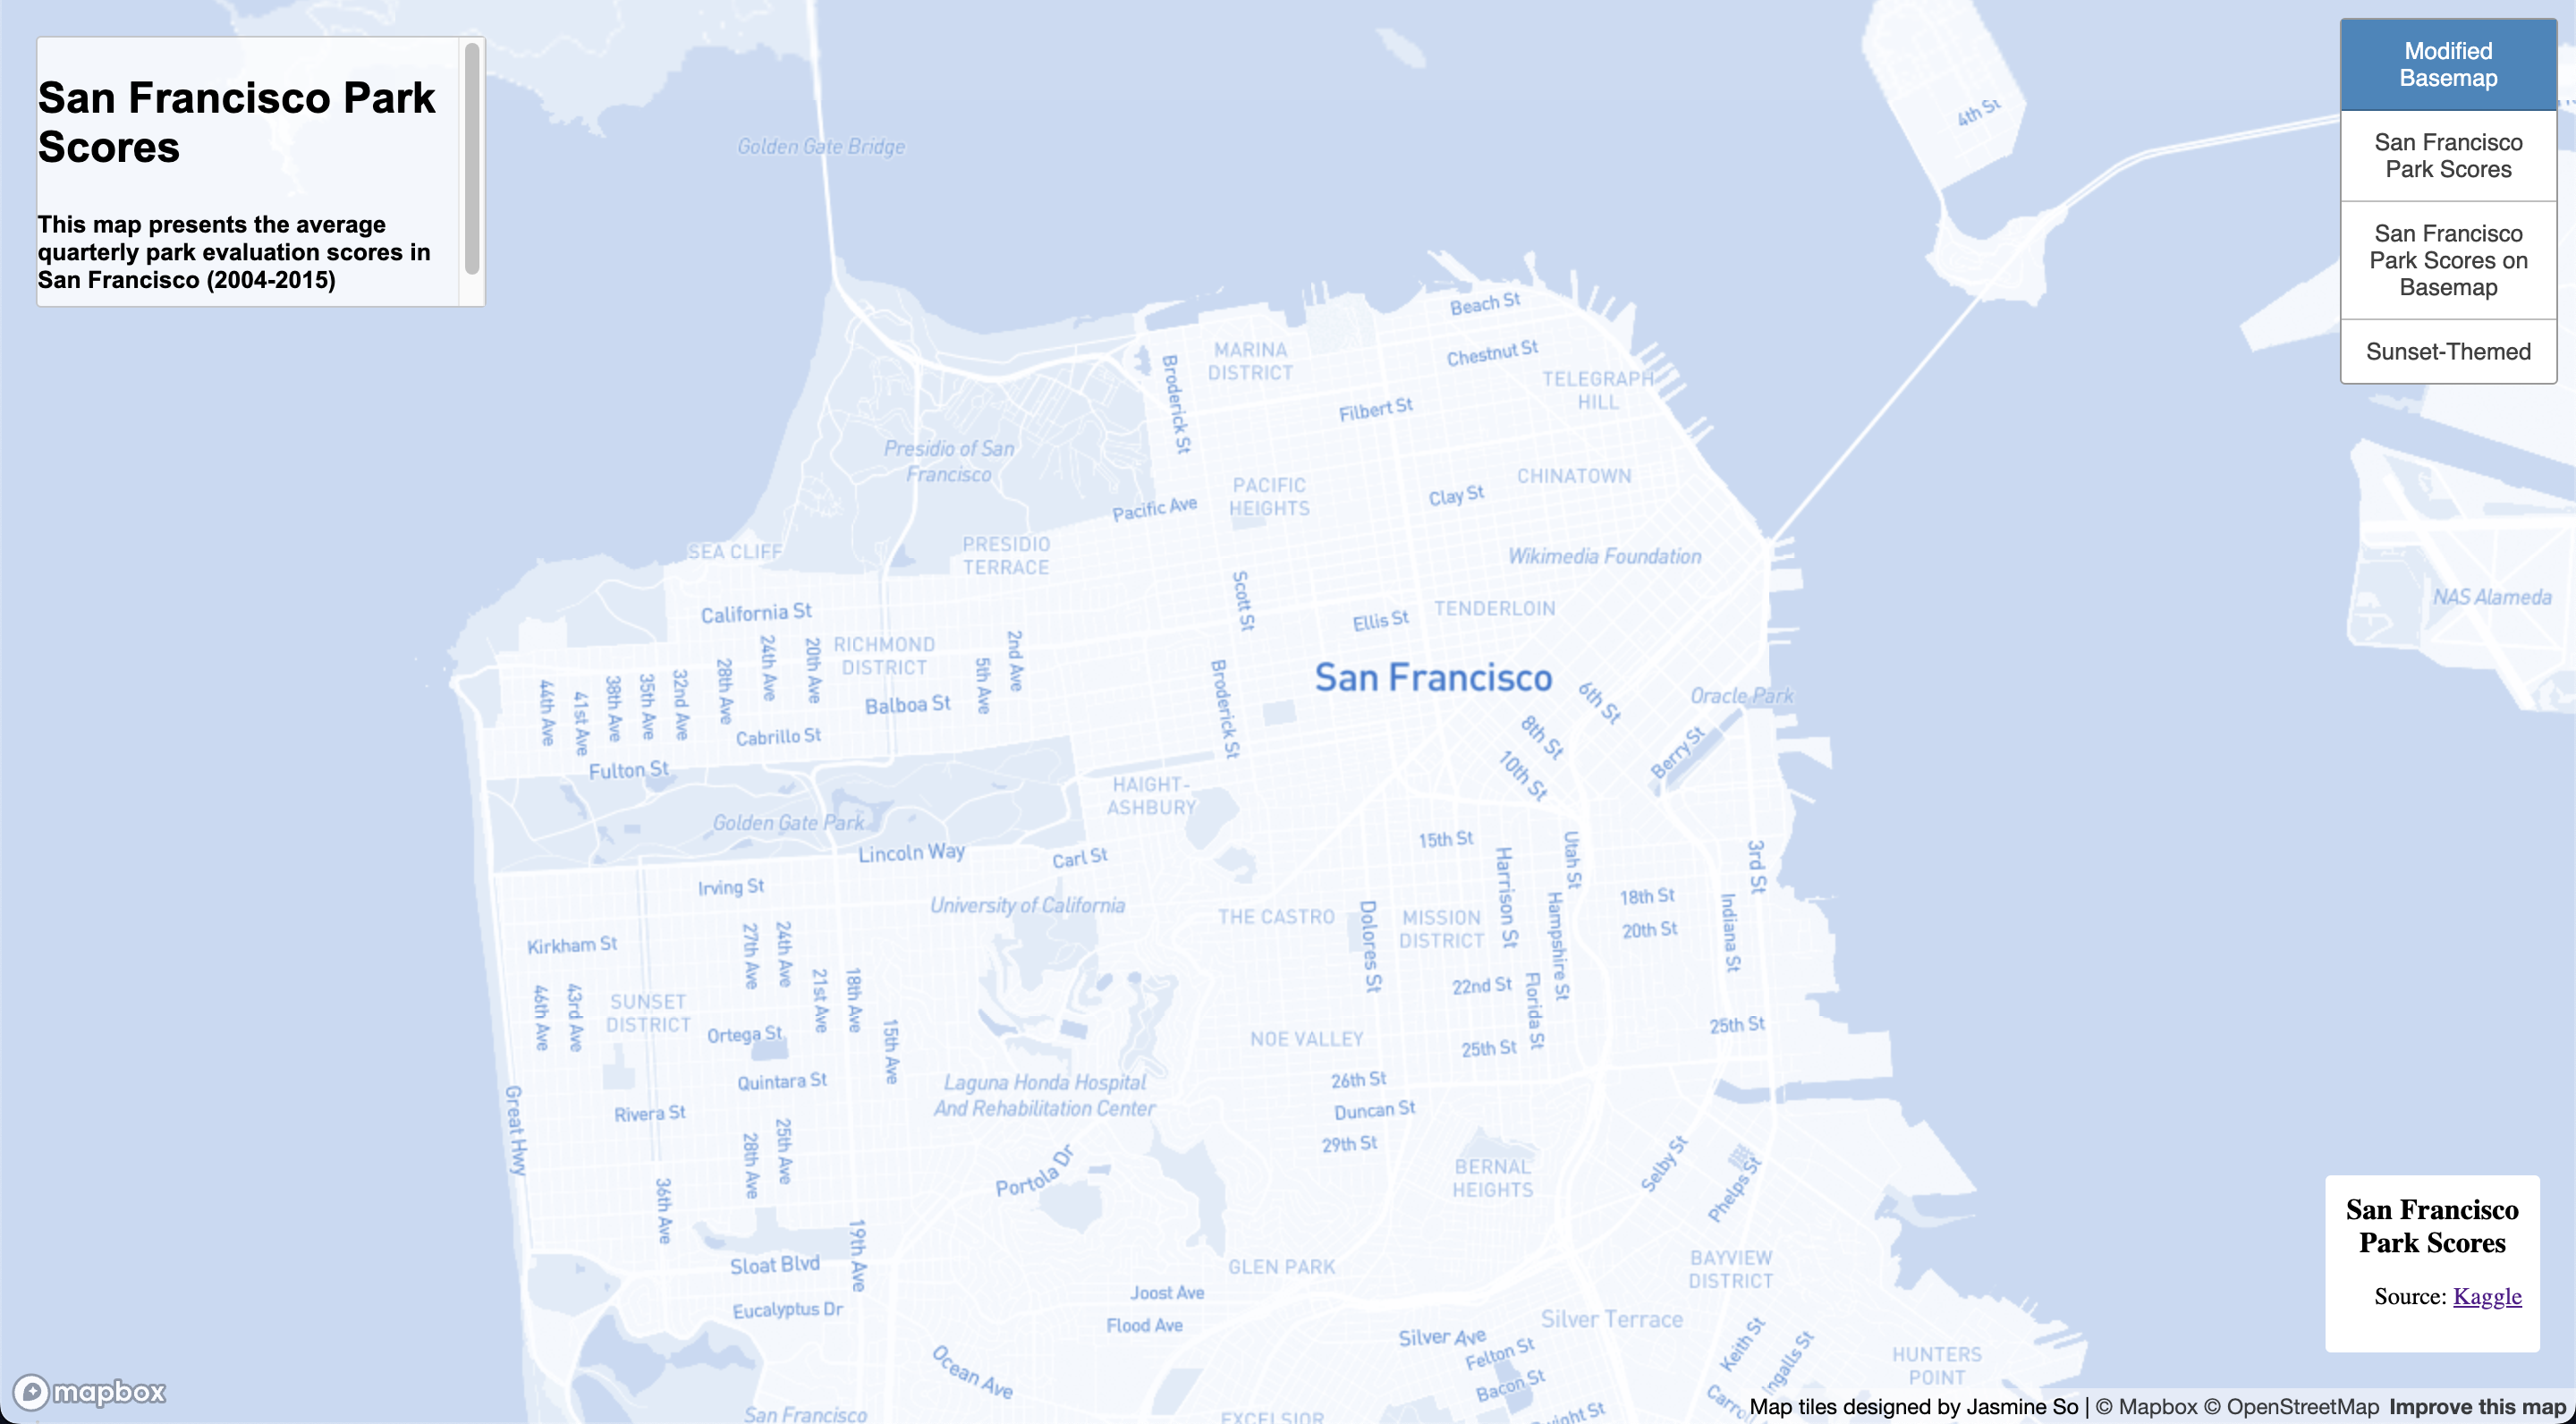 San Francisco Park
Scores
This map presents the average
quarterly park evaluation scores in
San Francisco (2004-2015)
Modified
Basemap
San Francisco
Park Scores
San Francisco
Park Scores on
Basemap
Sunset-Themed
4th St
Golden Gate Bridge
Beach St
MARINA
DISTRICT
Chestnut St
Broderick St
TELEGRAPH
HILL
Filbert St
Presidio of San
Francisco
CHINATOWN
PACIFIC
HEIGHTS
Clay St
Pacific Ave
SEA CLIFF
PRESIDIO
TERRACE
Wikimedia Foundation
NAS Alameda
California St
Scott St
Ellis St
TENDERLOIN
RICHMOND
DISTRICT
24th Ave
20th Ave
2nd Ave
5th Ave
28th Ave
32nd Ave
35th Ave
38th Ave
41st Ave
44th Ave
San Francisco
6th St
Oracle Park
Broderick St
Balboa St
Cabrillo St
8th St
Berry St
10th St
Fulton St
HAIGHT-
ASHBURY
Golden Gate Park
Lincoln Way
Carl St
15th St
Harrison St
Utah St
3rd St
Irving St
University of California
THE CASTRO
Dolores St
MISSION
DISTRICT
Hampshire St
18th St
20th St
Indiana St
Kirkham St
27th Ave
24th Ave
21st Ave
18th Ave
46th Ave
43rd Ave
SUNSET
DISTRICT
22nd St
Florida St
Ortega St
15th Ave
NOE VALLEY
25th St
25th St
Quintara St
Laguna Honda Hospital
And Rehabilitation Center
26th St
Duncan St
Great Hwy
Rivera St
28th Ave
25th Ave
29th St
Portola Dr
BERNAL
HEIGHTS
Selby St
Phelps St
36th Ave
19th Ave
Sloat Blvd
GLEN PARK
BAYVIEW
DISTRICT
San Francisco
Park Scores
Source: Kaggle
Joost Ave
Eucalyptus Dr
Flood Ave
Silver Terrace
Silver Ave
Felton St
Keith St
Ingalls St
Ocean Ave
HUNTERS
POINT
Bacon St
mapbox
San Francisco
EXCELSIOR
Map tiles designed by Jasmine So | © Mapbox © OpenStreetMap Improve this map